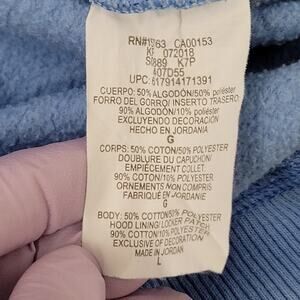 CA00153
072018
K7P
407D55
UPC: 617914171391
CUERPO: 50% ALGODÓN/50% poliéster
FORRO DEL GORRO/ INSERTO TRASERO
90% ALGODÓN/10% poliéster
EXCLUYENDO DECORACIÓN
HECHO EN JORDANIA
G
CORPS: 50% COTON/50% POLYESTER
DOUBLURE DU CAPUCHON/
EMPIÈCEMENT COLLET:
90% COTON/10% POLYESTER
ORNEMENTS NON COMPRIS
FABRIQUÉ EN JORDANIE
G
BODY: 50% COTTON/50% POLYESTER
HOOD LINING/LOCKER PATCH
90% COTTON/10% POLYESTER
EXCLUSIVE OF DECORATION
MADE IN JORDAN
L